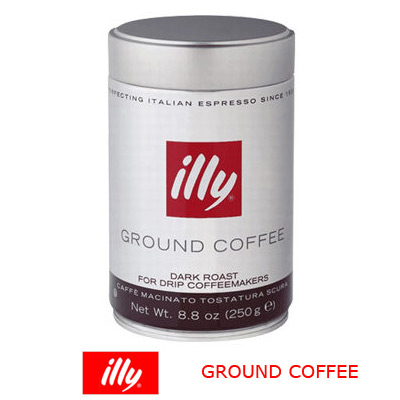 PERFECTING ITALIAN ESPRESSO SINCE
illy
GROUND COFFEE
DARK ROAST
FOR DRIP COFFEEMAKERS
CAFFÈ MACINATO TOSTATURA SCURA
Net Wt. 8.8 oz (250 g e)
illy
GROUND COFFEE